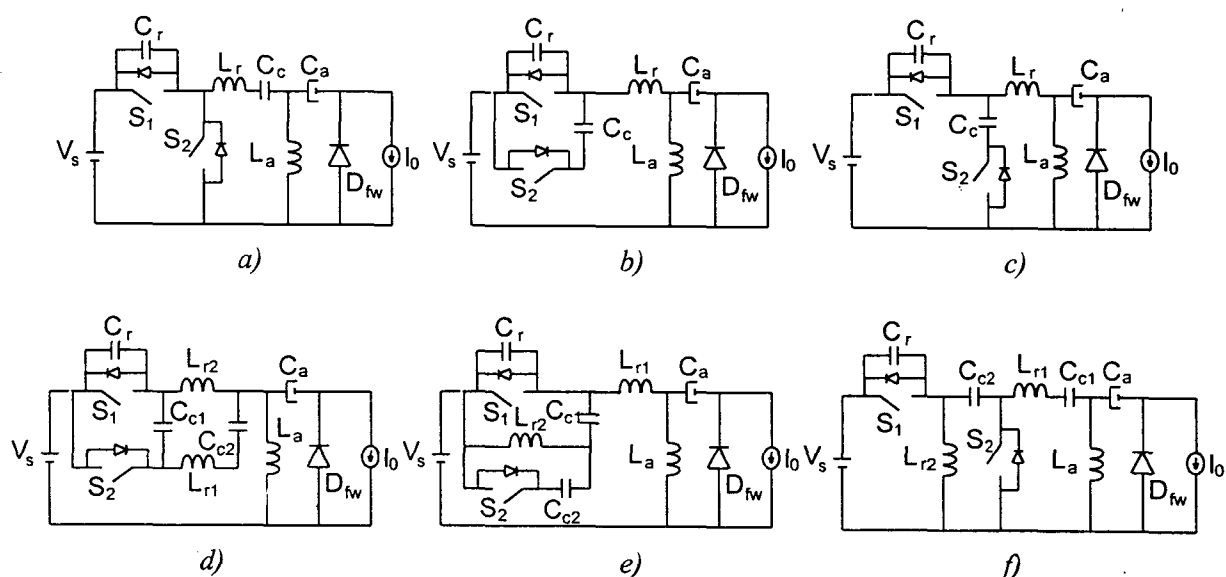 C_r
L_r C_c C_a
S_1
S_2
V_s
L_a
D_fw
I_0
a)
C_r
L_r C_a
S_1
C_c
V_s
S_2
L_a
D_fw
I_0
b)
C_r
L_r C_a
S_1
C_c
V_s
S_2
L_a
D_fw
I_0
c)
C_r
L_r2 C_a
S_1
C_c1
C_c2
L_a
V_s
S_2
L_r1
D_fw
I_0
d)
C_r
L_r1 C_a
S_1
C_c1
L_r2
V_s
L_a
S_2
C_c2
D_fw
I_0
e)
C_r
C_c2 L_r1 C_c1 C_a
S_1
S_2
V_s
L_r2
L_a
D_fw
I_0
f)